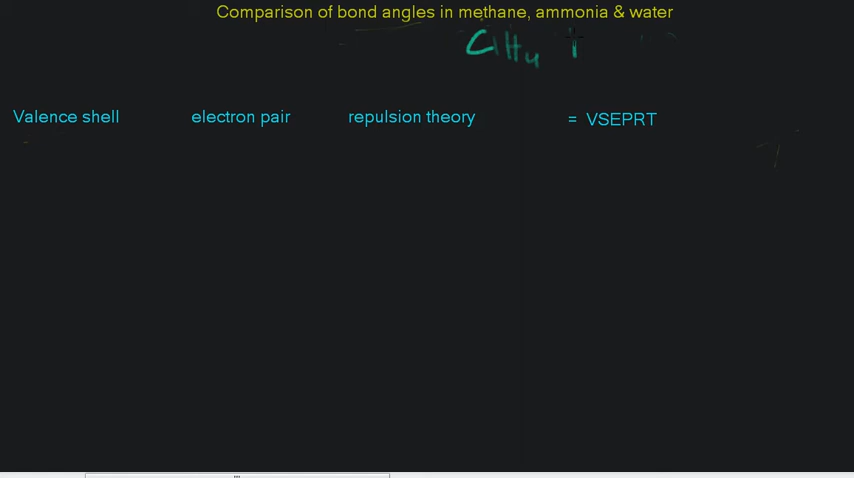 Comparison of bond angles in methane, ammonia & water
CH4
Valence shell electron pair repulsion theory = VSEPRT